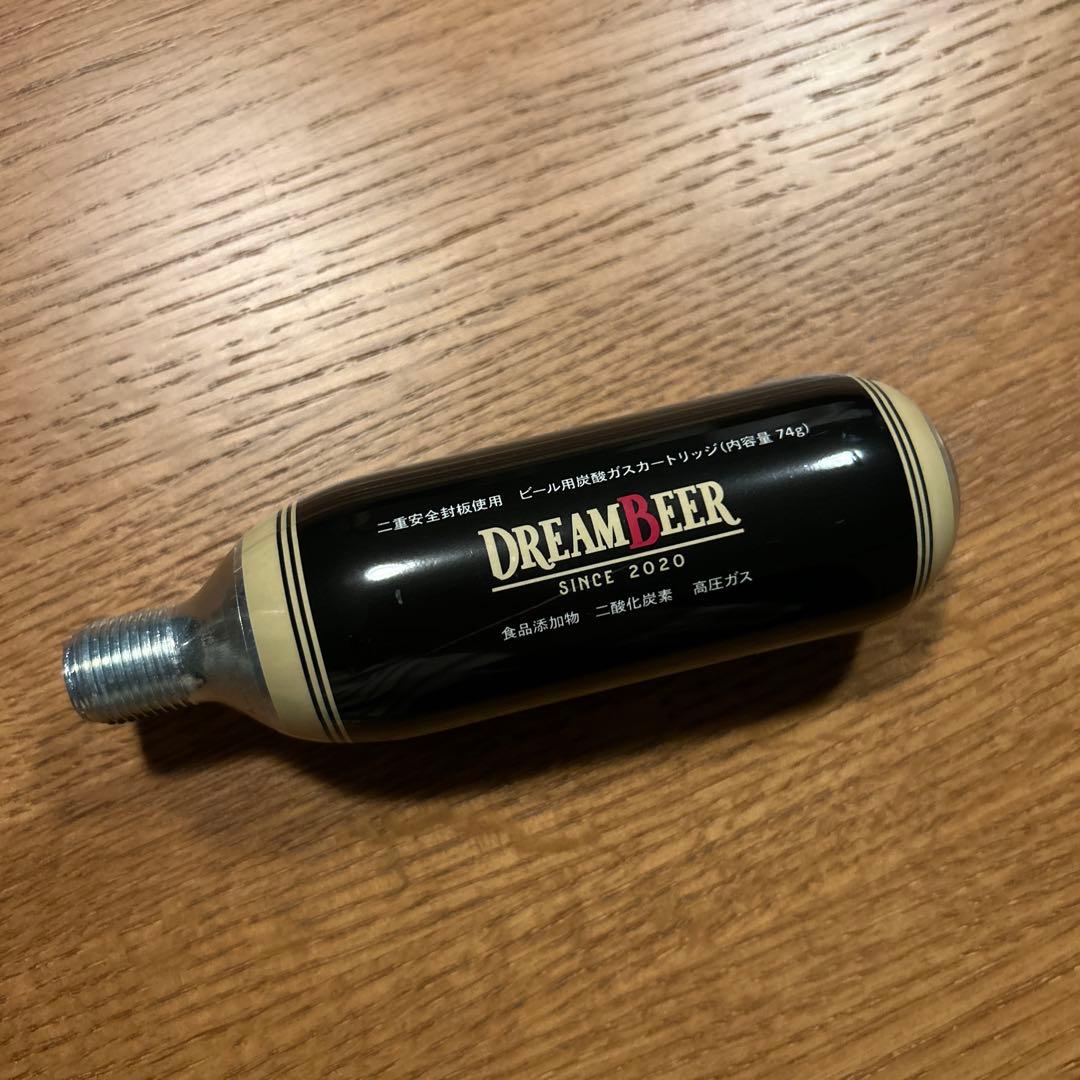 二重安全封板使用　ビール用炭酸ガスカートリッジ(内容量 74g)
DREAMBEER
SINCE 2020
食品添加物　二酸化炭素　高圧ガス